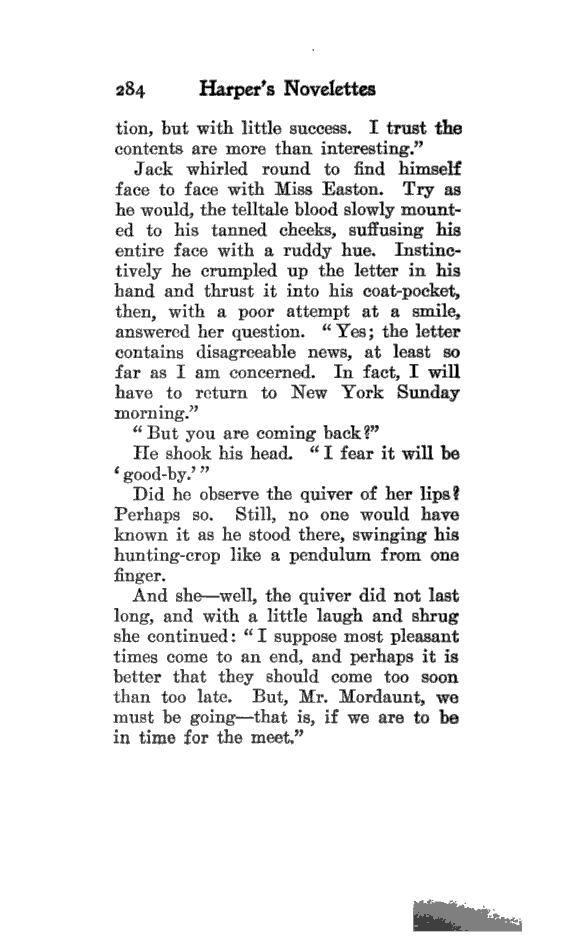 284 Harper's Novelettes
tion, but with little success. I trust the
contents are more than interesting.”
Jack whirled round to find himself
face to face with Miss Easton. Try as
he would, the telltale blood slowly mount-
ed to his tanned cheeks, suffusing his
entire face with a ruddy hue. Instinc-
tively he crumpled up the letter in his
hand and thrust it into his coat-pocket,
then, with a poor attempt at a smile,
answered her question. “Yes; the letter
contains disagreeable news, at least so
far as I am concerned. In fact, I will
have to return to New York Sunday
morning.”
“But you are coming back?”
He shook his head. “I fear it will be
‘good-by.’”
Did he observe the quiver of her lips?
Perhaps so. Still, no one would have
known it as he stood there, swinging his
hunting-crop like a pendulum from one
finger.
And she—well, the quiver did not last
long, and with a little laugh and shrug
she continued: “I suppose most pleasant
times come to an end, and perhaps it is
better that they should come too soon
than too late. But, Mr. Mordaunt, we
must be going—that is, if we are to be
in time for the meet.”